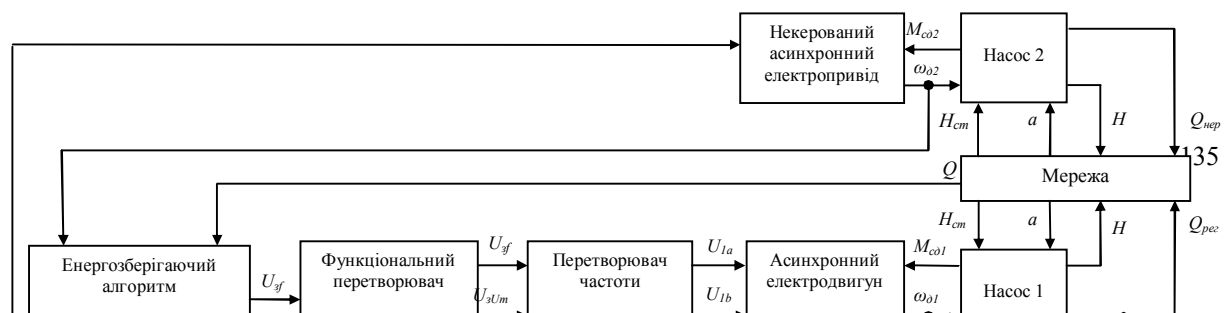 Некерований
асинхронний
електропривід
Mсд2
ωд2
Насос 2
Hст
a
H
Qнер
135
Q
Мережа
Hст
a
H
Qрег
Енергозберігаючий
алгоритм
Uзf
Функціональний
перетворювач
Uзf
UзUm
Перетворювач
частоти
U1a
U1b
Асинхронний
електродвигун
Mсд1
ωд1
Насос 1